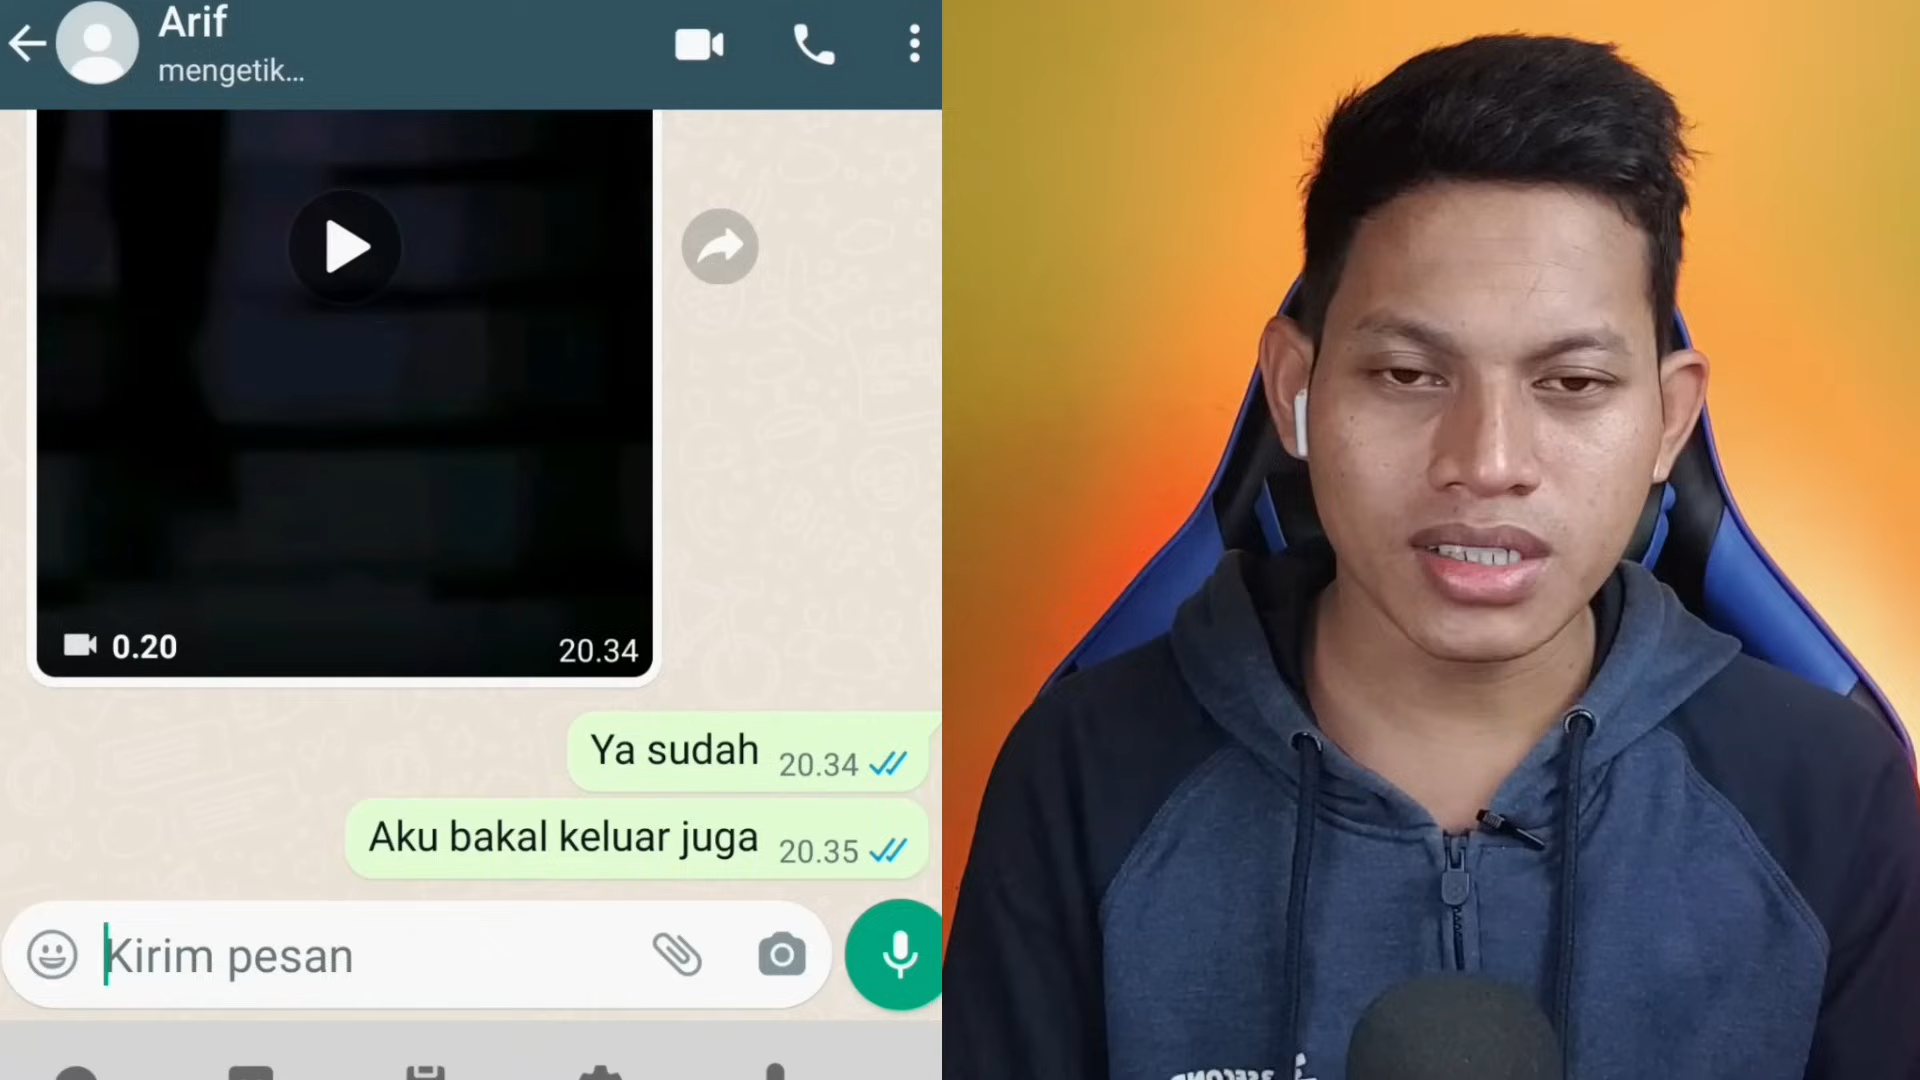 Arif
mengetik...
0.20
20.34
Ya sudah 20.34
Aku bakal keluar juga 20.35
Kirim pesan